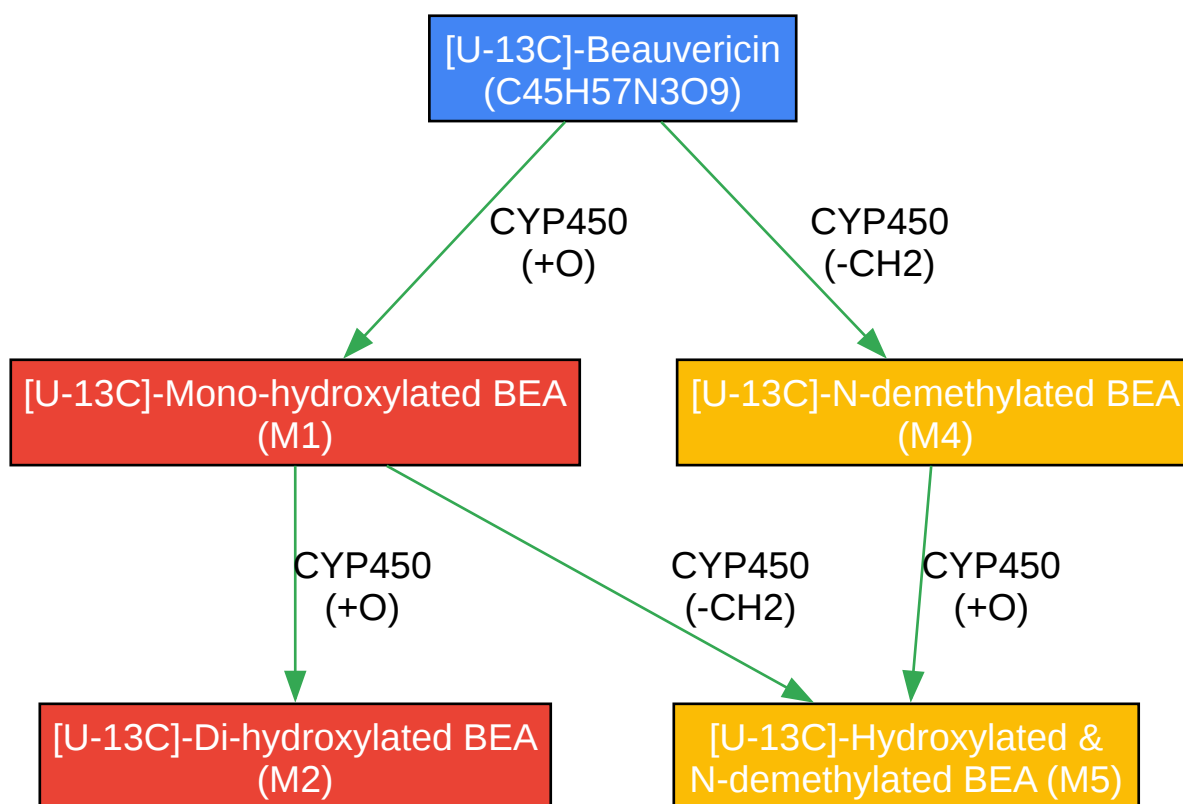 [U-13C]-Beauvericin
(C45H57N3O9)
CYP450
(+O)
CYP450
(-CH2)
[U-13C]-Mono-hydroxylated BEA
(M1)
[U-13C]-N-demethylated BEA
(M4)
CYP450
(+O)
CYP450
(-CH2)
CYP450
(+O)
[U-13C]-Di-hydroxylated BEA
(M2)
[U-13C]-Hydroxylated &
N-demethylated BEA (M5)